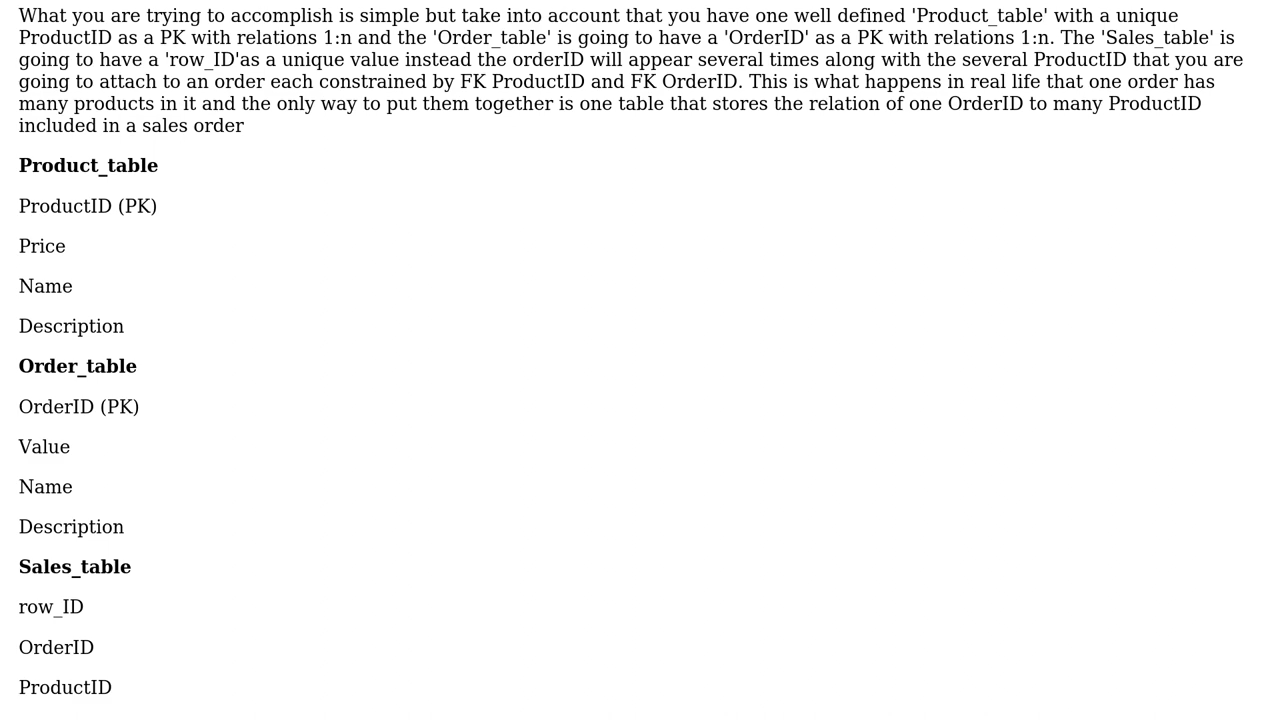 What you are trying to accomplish is simple but take into account that you have one well defined 'Product_table' with a unique
ProductID as a PK with relations 1:n and the 'Order_table' is going to have a 'OrderID' as a PK with relations 1:n. The 'Sales_table' is
going to have a 'row_ID'as a unique value instead the orderID will appear several times along with the several ProductID that you are
going to attach to an order each constrained by FK ProductID and FK OrderID. This is what happens in real life that one order has
many products in it and the only way to put them together is one table that stores the relation of one OrderID to many ProductID
included in a sales order
Product_table
ProductID (PK)
Price
Name
Description
Order_table
OrderID (PK)
Value
Name
Description
Sales_table
row_ID
OrderID
ProductID